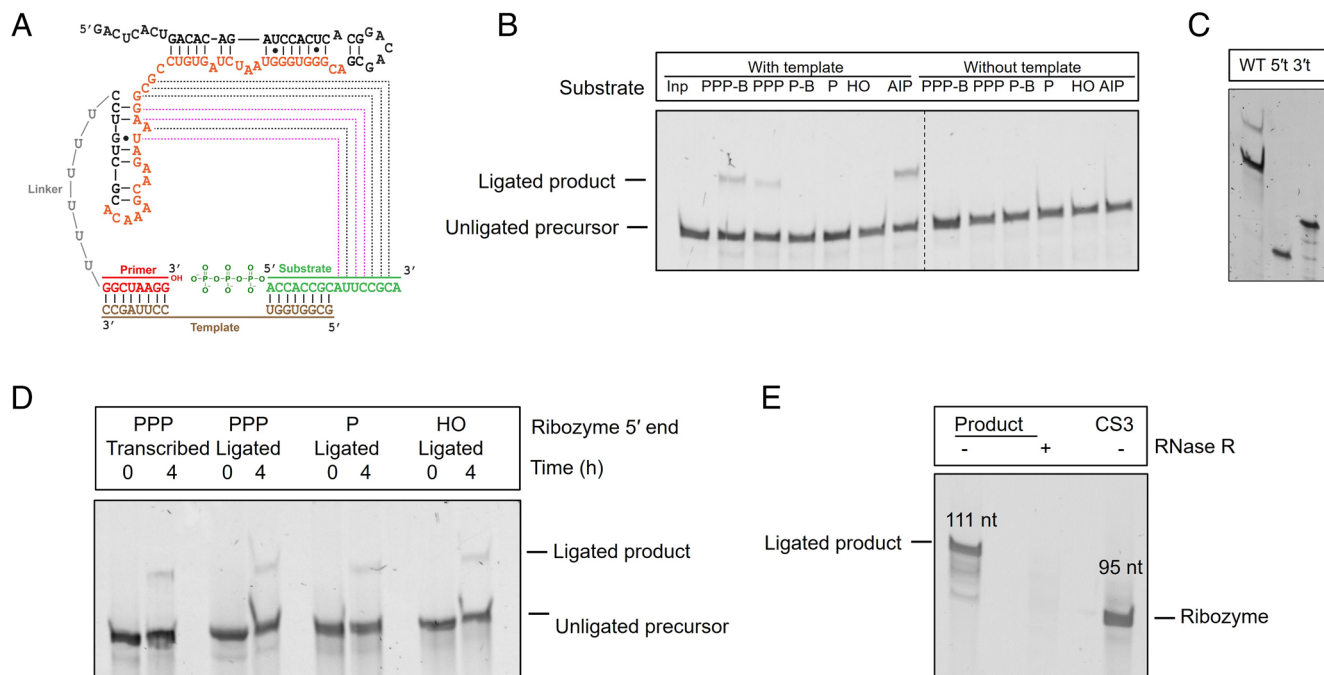 A
5′GACUCACUGACAC-AG—AUCCACUCACGGACAGCG
CUGUGAUCUAAUGGGUGGGAC
Linker
U U U U U U U
Primer
3′
OH
5′
Substrate
3′
GGCUAAGG
ACCACCGCAUUCCGCA
CCGAUUCC
UGGUGGCG
3′
Template
5′
B
Substrate
With template
Without template
Inp PPP-B PPP P-B P HO AIP PPP-B PPP P-B P HO AIP
Ligated product
Unligated precursor
C
WT 5′t 3′t
D
PPP PPP P HO
Ribozyme 5′ end
Transcribed Ligated Ligated Ligated
0 4 0 4 0 4 0 4
Time (h)
Ligated product
Unligated precursor
E
Product
CS3
- + -
RNase R
111 nt
Ligated product
95 nt
Ribozyme